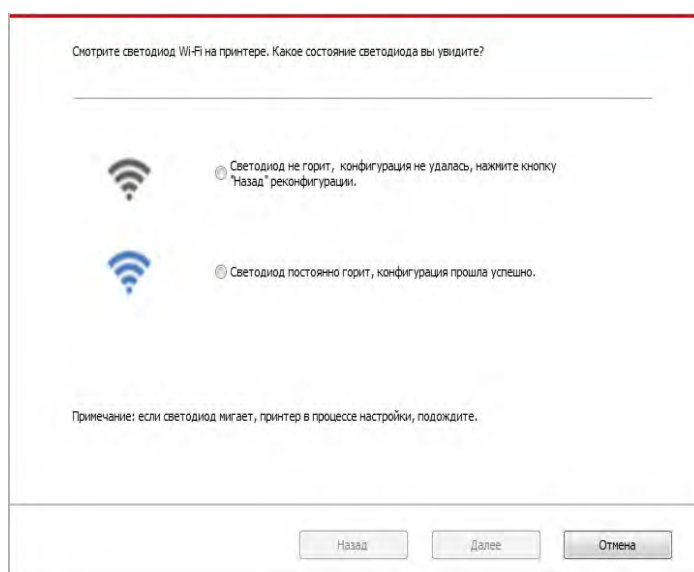 Смотрите светодиод Wi-Fi на принтере. Какое состояние светодиода вы увидите?
Светодиод не горит, конфигурация не удалась, нажмите кнопку
"Назад" реконфигурации.
Светодиод постоянно горит, конфигурация прошла успешно.
Примечание: если светодиод мигает, принтер в процессе настройки, подождите.
Назад
Далее
Отмена